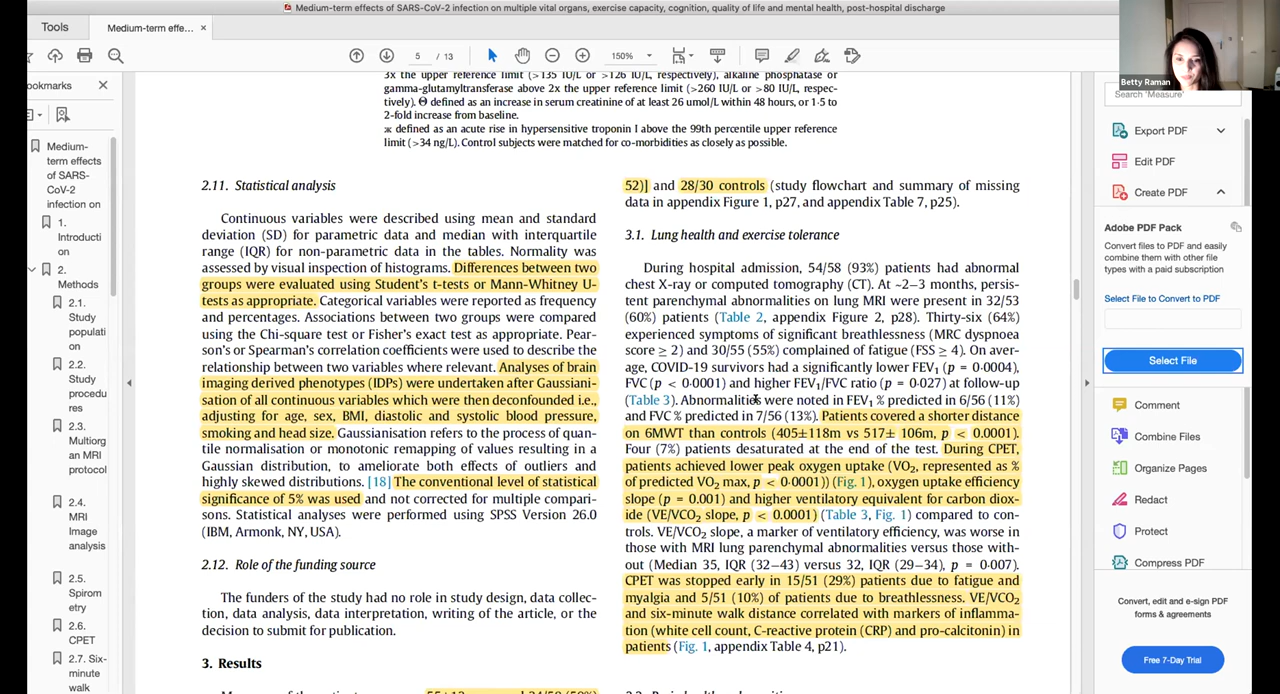 Medium-term effects of SARS-CoV-2 infection on multiple vital organs, exercise capacity, cognition, quality of life and mental health, post-hospital discharge
Tools
Medium-term effe... ×
5 / 13
150%
Betty Raman
ookmarks
Medium-
term effects
of SARS-
CoV-2
infection on
1.
Introducti
on
2.
Methods
2.1.
Study
populati
on
2.2.
Study
procedu
res
2.3.
Multiorg
an MRI
protocol
2.4.
MRI
Image
analysis
2.5.
Spirom
etry
2.6.
CPET
2.7. Six-
minute
walk
3x the upper reference limit (>135 IU/L or >126 IU/L, respectively), alkaline phosphatase or
gamma-glutamyltransferase above 2x the upper reference limit (>260 IU/L or >80 IU/L, respec-
tively). Θ defined as an increase in serum creatinine of at least 26 umol/L within 48 hours, or 1·5 to
2-fold increase from baseline.
ж defined as an acute rise in hypersensitive troponin I above the 99th percentile upper reference
limit (>34 ng/L). Control subjects were matched for co-morbidities as closely as possible.
2.11. Statistical analysis
Continuous variables were described using mean and standard
deviation (SD) for parametric data and median with interquartile
range (IQR) for non-parametric data in the tables. Normality was
assessed by visual inspection of histograms. Differences between two
groups were evaluated using Student's t-tests or Mann-Whitney U-
tests as appropriate. Categorical variables were reported as frequency
and percentages. Associations between two groups were compared
using the Chi-square test or Fisher's exact test as appropriate. Pear-
son's or Spearman's correlation coefficients were used to describe the
relationship between two variables where relevant. Analyses of brain
imaging derived phenotypes (IDPs) were undertaken after Gaussiani-
sation of all continuous variables which were then deconfounded i.e.,
adjusting for age, sex, BMI, diastolic and systolic blood pressure,
smoking and head size. Gaussianisation refers to the process of quan-
tile normalisation or monotonic remapping of values resulting in a
Gaussian distribution, to ameliorate both effects of outliers and
highly skewed distributions. [18] The conventional level of statistical
significance of 5% was used and not corrected for multiple compari-
sons. Statistical analyses were performed using SPSS Version 26.0
(IBM, Armonk, NY, USA).
2.12. Role of the funding source
The funders of the study had no role in study design, data collec-
tion, data analysis, data interpretation, writing of the article, or the
decision to submit for publication.
3. Results
52)] and 28/30 controls (study flowchart and summary of missing
data in appendix Figure 1, p27, and appendix Table 7, p25).
3.1. Lung health and exercise tolerance
During hospital admission, 54/58 (93%) patients had abnormal
chest X-ray or computed tomography (CT). At ~2–3 months, persis-
tent parenchymal abnormalities on lung MRI were present in 32/53
(60%) patients (Table 2, appendix Figure 2, p28). Thirty-six (64%)
experienced symptoms of significant breathlessness (MRC dyspnoea
score ≥ 2) and 30/55 (55%) complained of fatigue (FSS ≥ 4). On aver-
age, COVID-19 survivors had a significantly lower FEV1 (p = 0·0004),
FVC (p < 0·0001) and higher FEV1/FVC ratio (p = 0·027) at follow-up
(Table 3). Abnormalities were noted in FEV1 % predicted in 6/56 (11%)
and FVC % predicted in 7/56 (13%). Patients covered a shorter distance
on 6MWT than controls (405±118m vs 517± 106m, p < 0.0001).
Four (7%) patients desaturated at the end of the test. During CPET,
patients achieved lower peak oxygen uptake (VO2, represented as %
of predicted VO2 max, p < 0·0001)) (Fig. 1), oxygen uptake efficiency
slope (p = 0.001) and higher ventilatory equivalent for carbon diox-
ide (VE/VCO2 slope, p < 0.0001) (Table 3, Fig. 1) compared to con-
trols. VE/VCO2 slope, a marker of ventilatory efficiency, was worse in
those with MRI lung parenchymal abnormalities versus those with-
out (Median 35, IQR (32–43) versus 32, IQR (29–34), p = 0·007).
CPET was stopped early in 15/51 (29%) patients due to fatigue and
myalgia and 5/51 (10%) of patients due to breathlessness. VE/VCO2
and six-minute walk distance correlated with markers of inflamma-
tion (white cell count, C-reactive protein (CRP) and pro-calcitonin) in
patients (Fig. 1, appendix Table 4, p21).
Search 'Measure'
Export PDF
Edit PDF
Create PDF
Adobe PDF Pack
Convert files to PDF and easily
combine them with other file
types with a paid subscription
Select File to Convert to PDF
Select File
Comment
Combine Files
Organize Pages
Redact
Protect
Compress PDF
Convert, edit and e-sign PDF
forms & agreements
Free 7-Day Trial